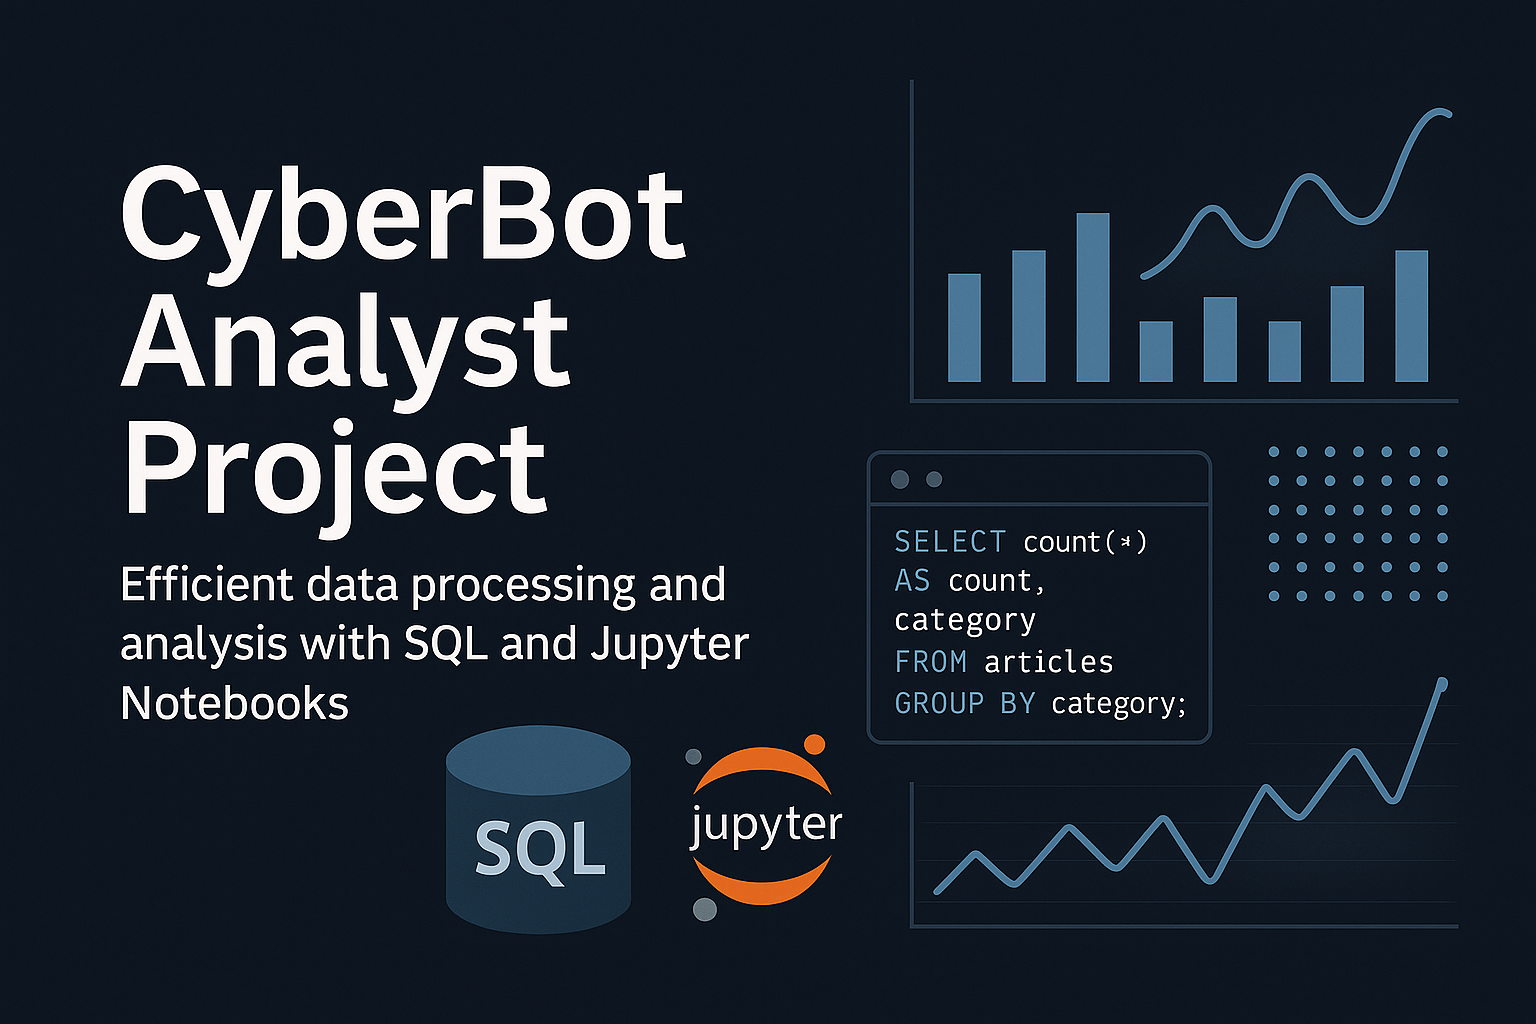 CyberBot
Analyst
Project
Efficient data processing and
analysis with SQL and Jupyter
Notebooks
SQL
jupyter
SELECT count(*)
AS count,
category
FROM articles
GROUP BY category;